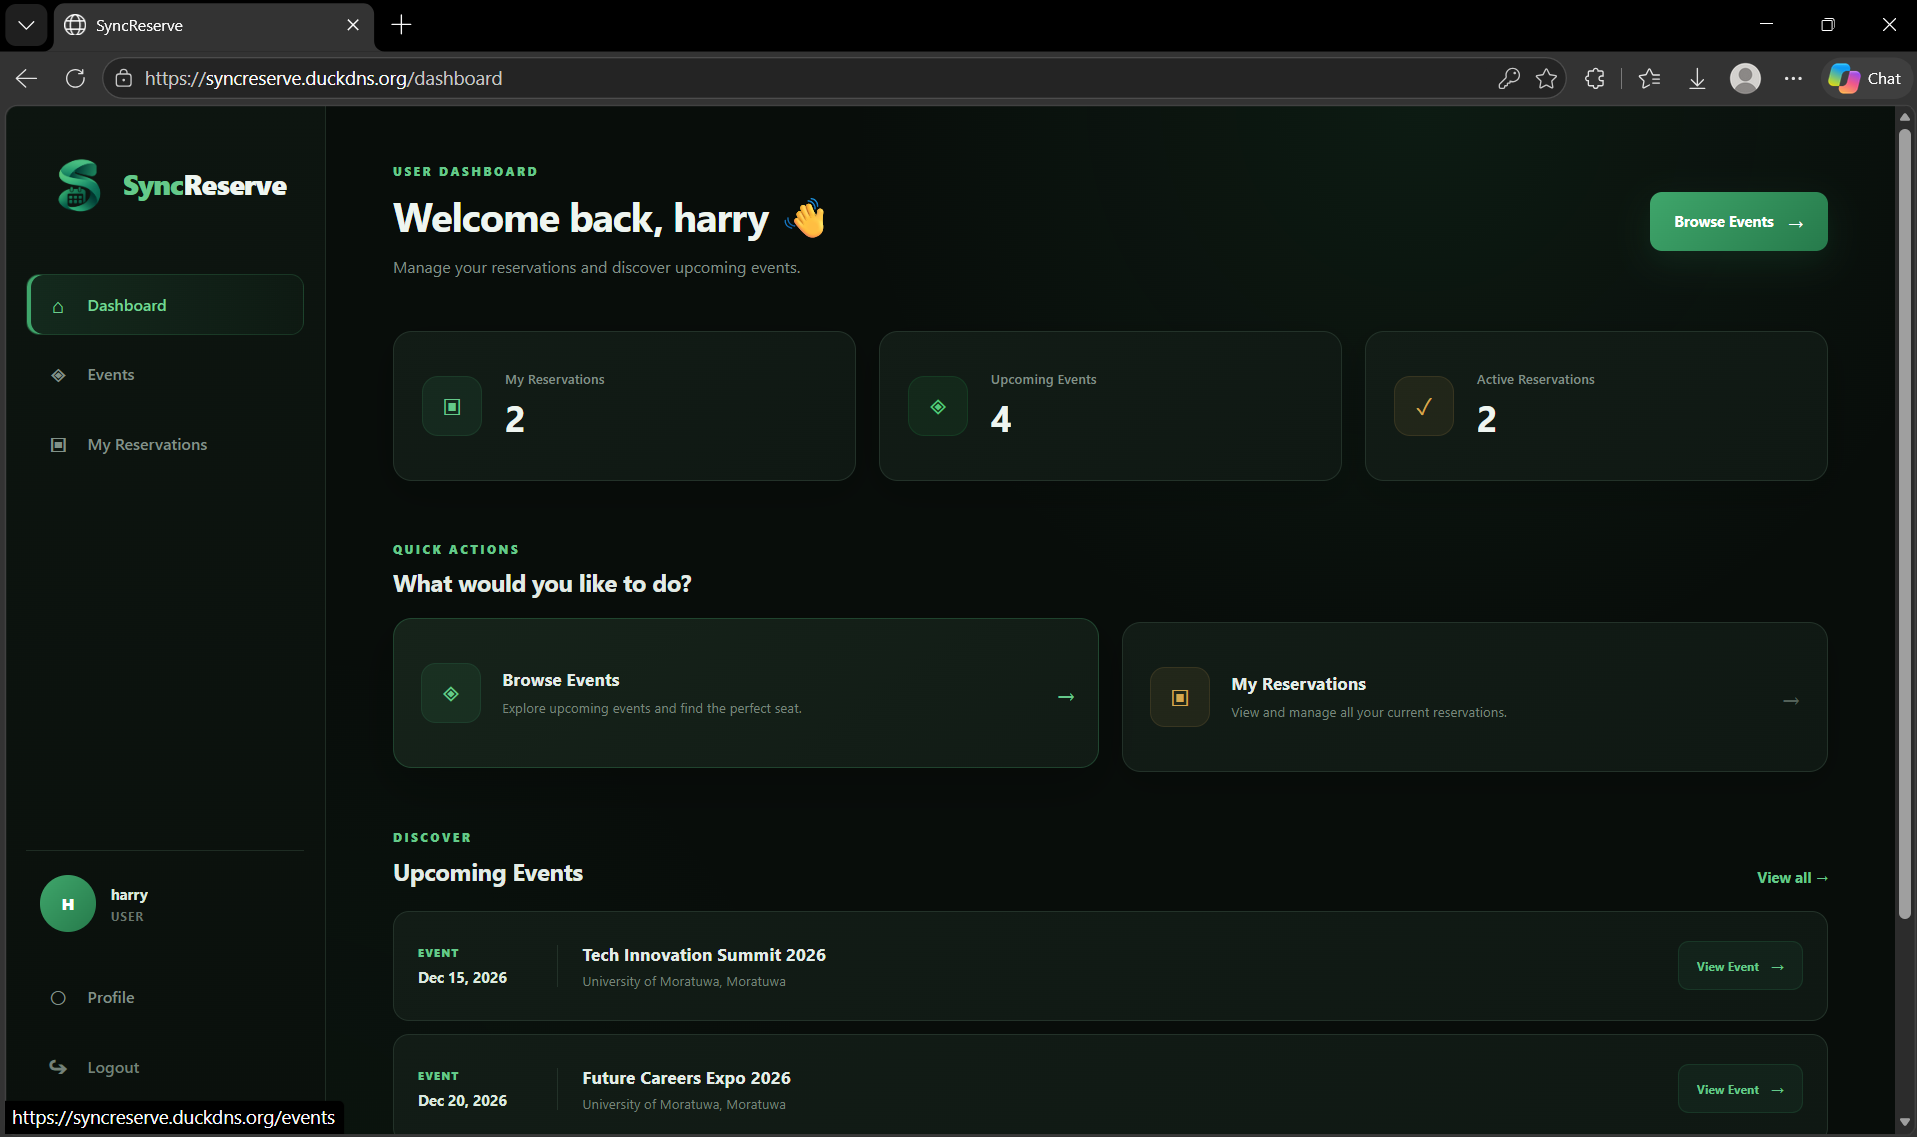 SyncReserve
https://syncreserve.duckdns.org/dashboard
Chat
SyncReserve
Dashboard
Events
My Reservations
USER DASHBOARD
Welcome back, harry 👋
Manage your reservations and discover upcoming events.
Browse Events →
My Reservations
2
Upcoming Events
4
Active Reservations
2
QUICK ACTIONS
What would you like to do?
Browse Events
Explore upcoming events and find the perfect seat.
→
My Reservations
View and manage all your current reservations.
→
DISCOVER
Upcoming Events
View all →
EVENT
Dec 15, 2026
Tech Innovation Summit 2026
University of Moratuwa, Moratuwa
View Event →
EVENT
Dec 20, 2026
Future Careers Expo 2026
University of Moratuwa, Moratuwa
View Event →
H
harry
USER
Profile
Logout
https://syncreserve.duckdns.org/events